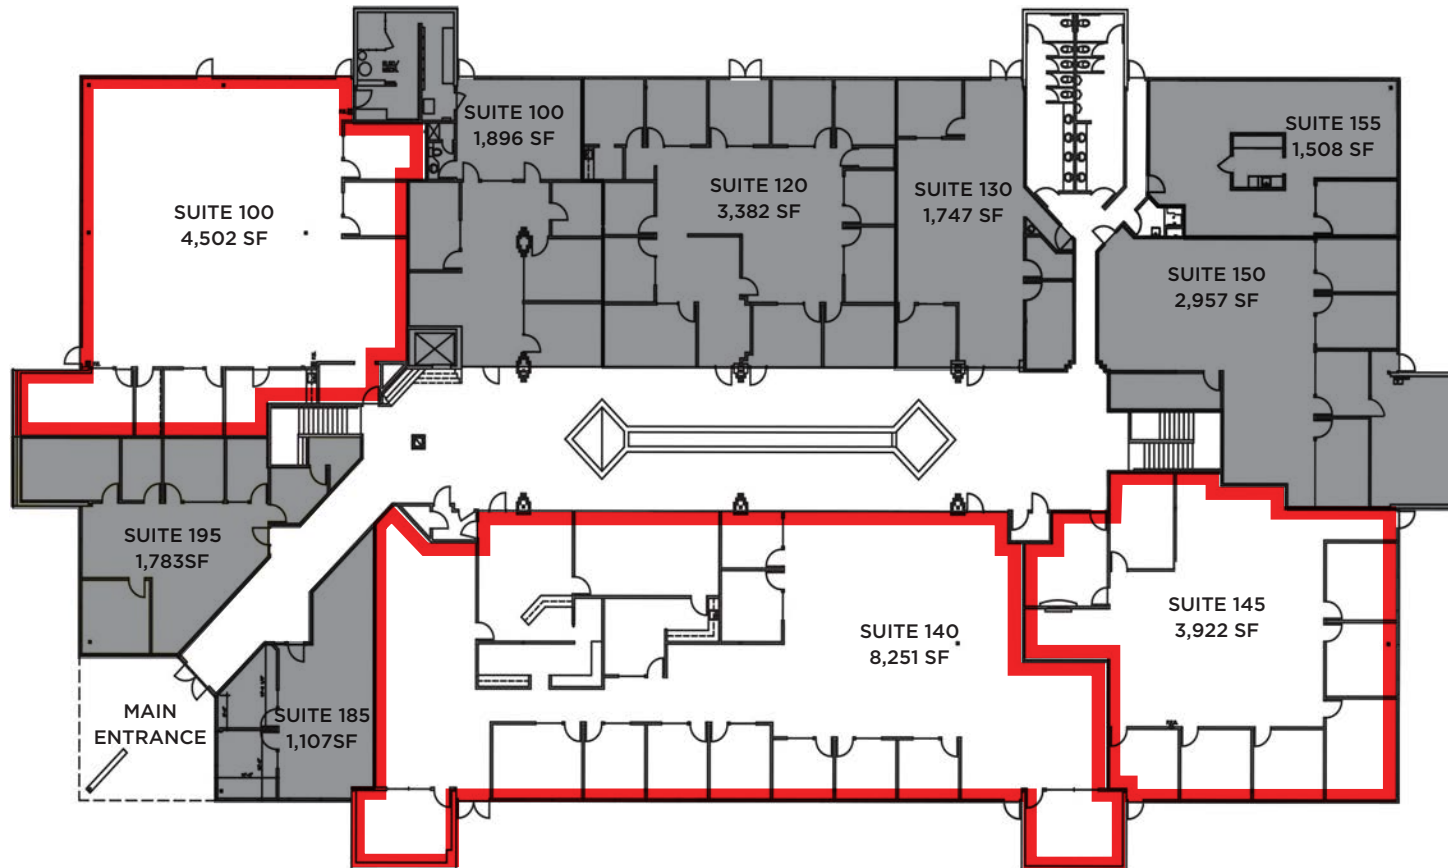 SUITE 100
1,896 SF
SUITE 155
1,508 SF
SUITE 120
3,382 SF
SUITE 130
1,747 SF
SUITE 100
4,502 SF
SUITE 150
2,957 SF
SUITE 195
1,783SF
SUITE 145
3,922 SF
SUITE 140
8,251 SF
SUITE 185
1,107SF
MAIN
ENTRANCE